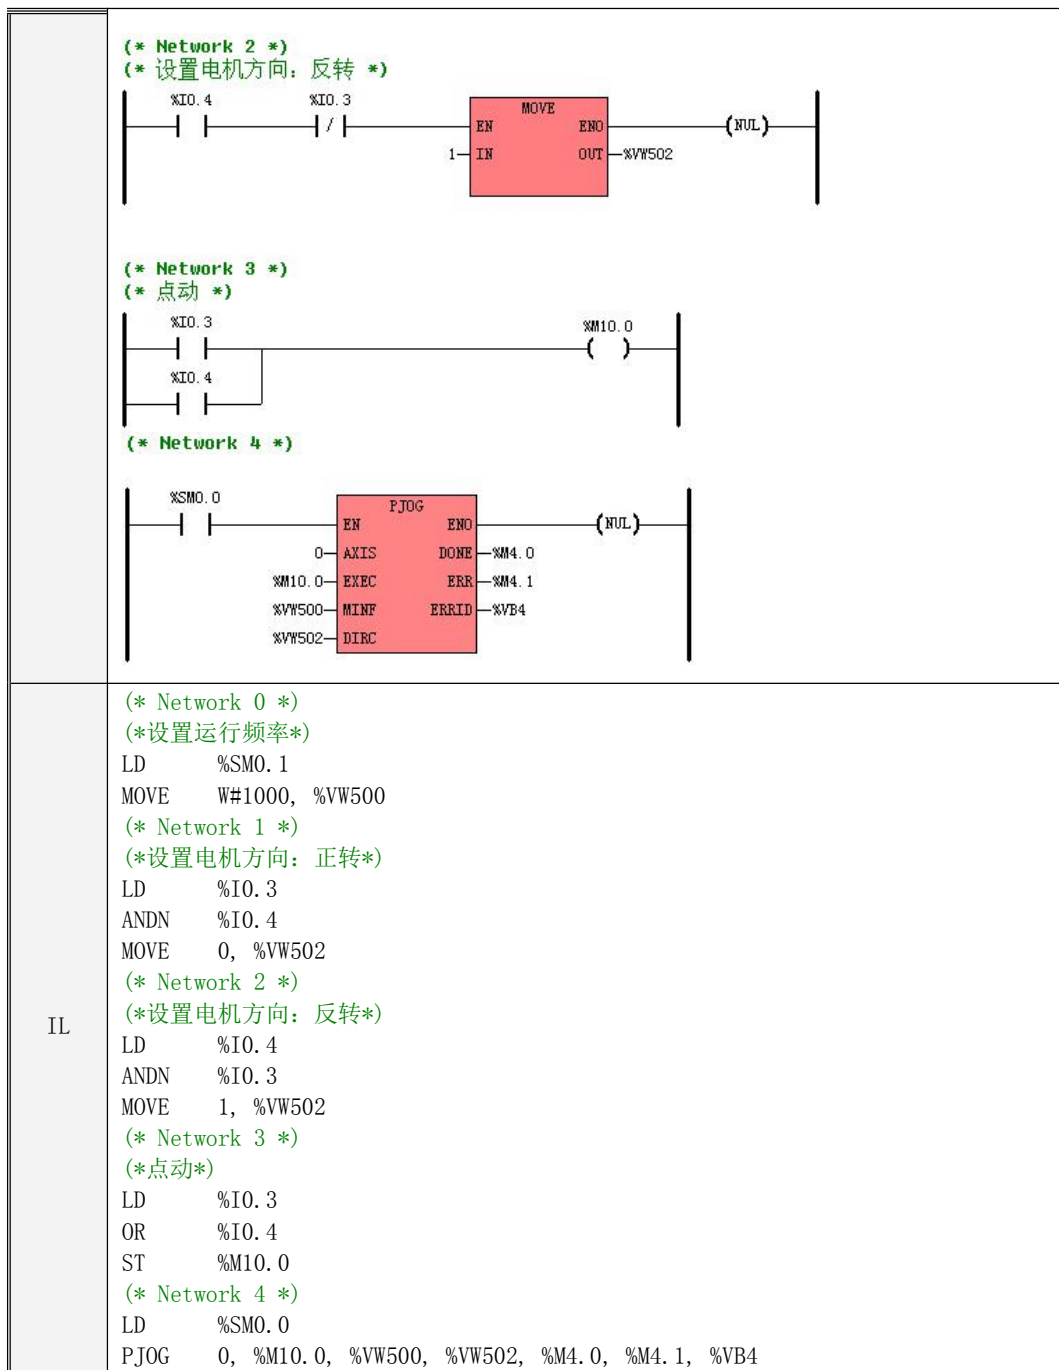 (* Network 2 *)
(* 设置电机方向：反转 *)
%I0.4 %I0.3
MOVE
EN ENO (NUL)
1 IN OUT %VW502
(* Network 3 *)
(* 点动 *)
%I0.3 %M10.0
( )
%I0.4
(* Network 4 *)
%SM0.0
PJOG
EN ENO (NUL)
0 AXIS DONE %M4.0
%M10.0 EXEC ERR %M4.1
%VW500 MINF ERRID %VB4
%VW502 DIRC
IL
(* Network 0 *)
(*设置运行频率*)
LD %SM0.1
MOVE W#1000, %VW500
(* Network 1 *)
(*设置电机方向：正转*)
LD %I0.3
ANDN %I0.4
MOVE 0, %VW502
(* Network 2 *)
(*设置电机方向：反转*)
LD %I0.4
ANDN %I0.3
MOVE 1, %VW502
(* Network 3 *)
(*点动*)
LD %I0.3
OR %I0.4
ST %M10.0
(* Network 4 *)
LD %SM0.0
PJOG 0, %M10.0, %VW500, %VW502, %M4.0, %M4.1, %VB4